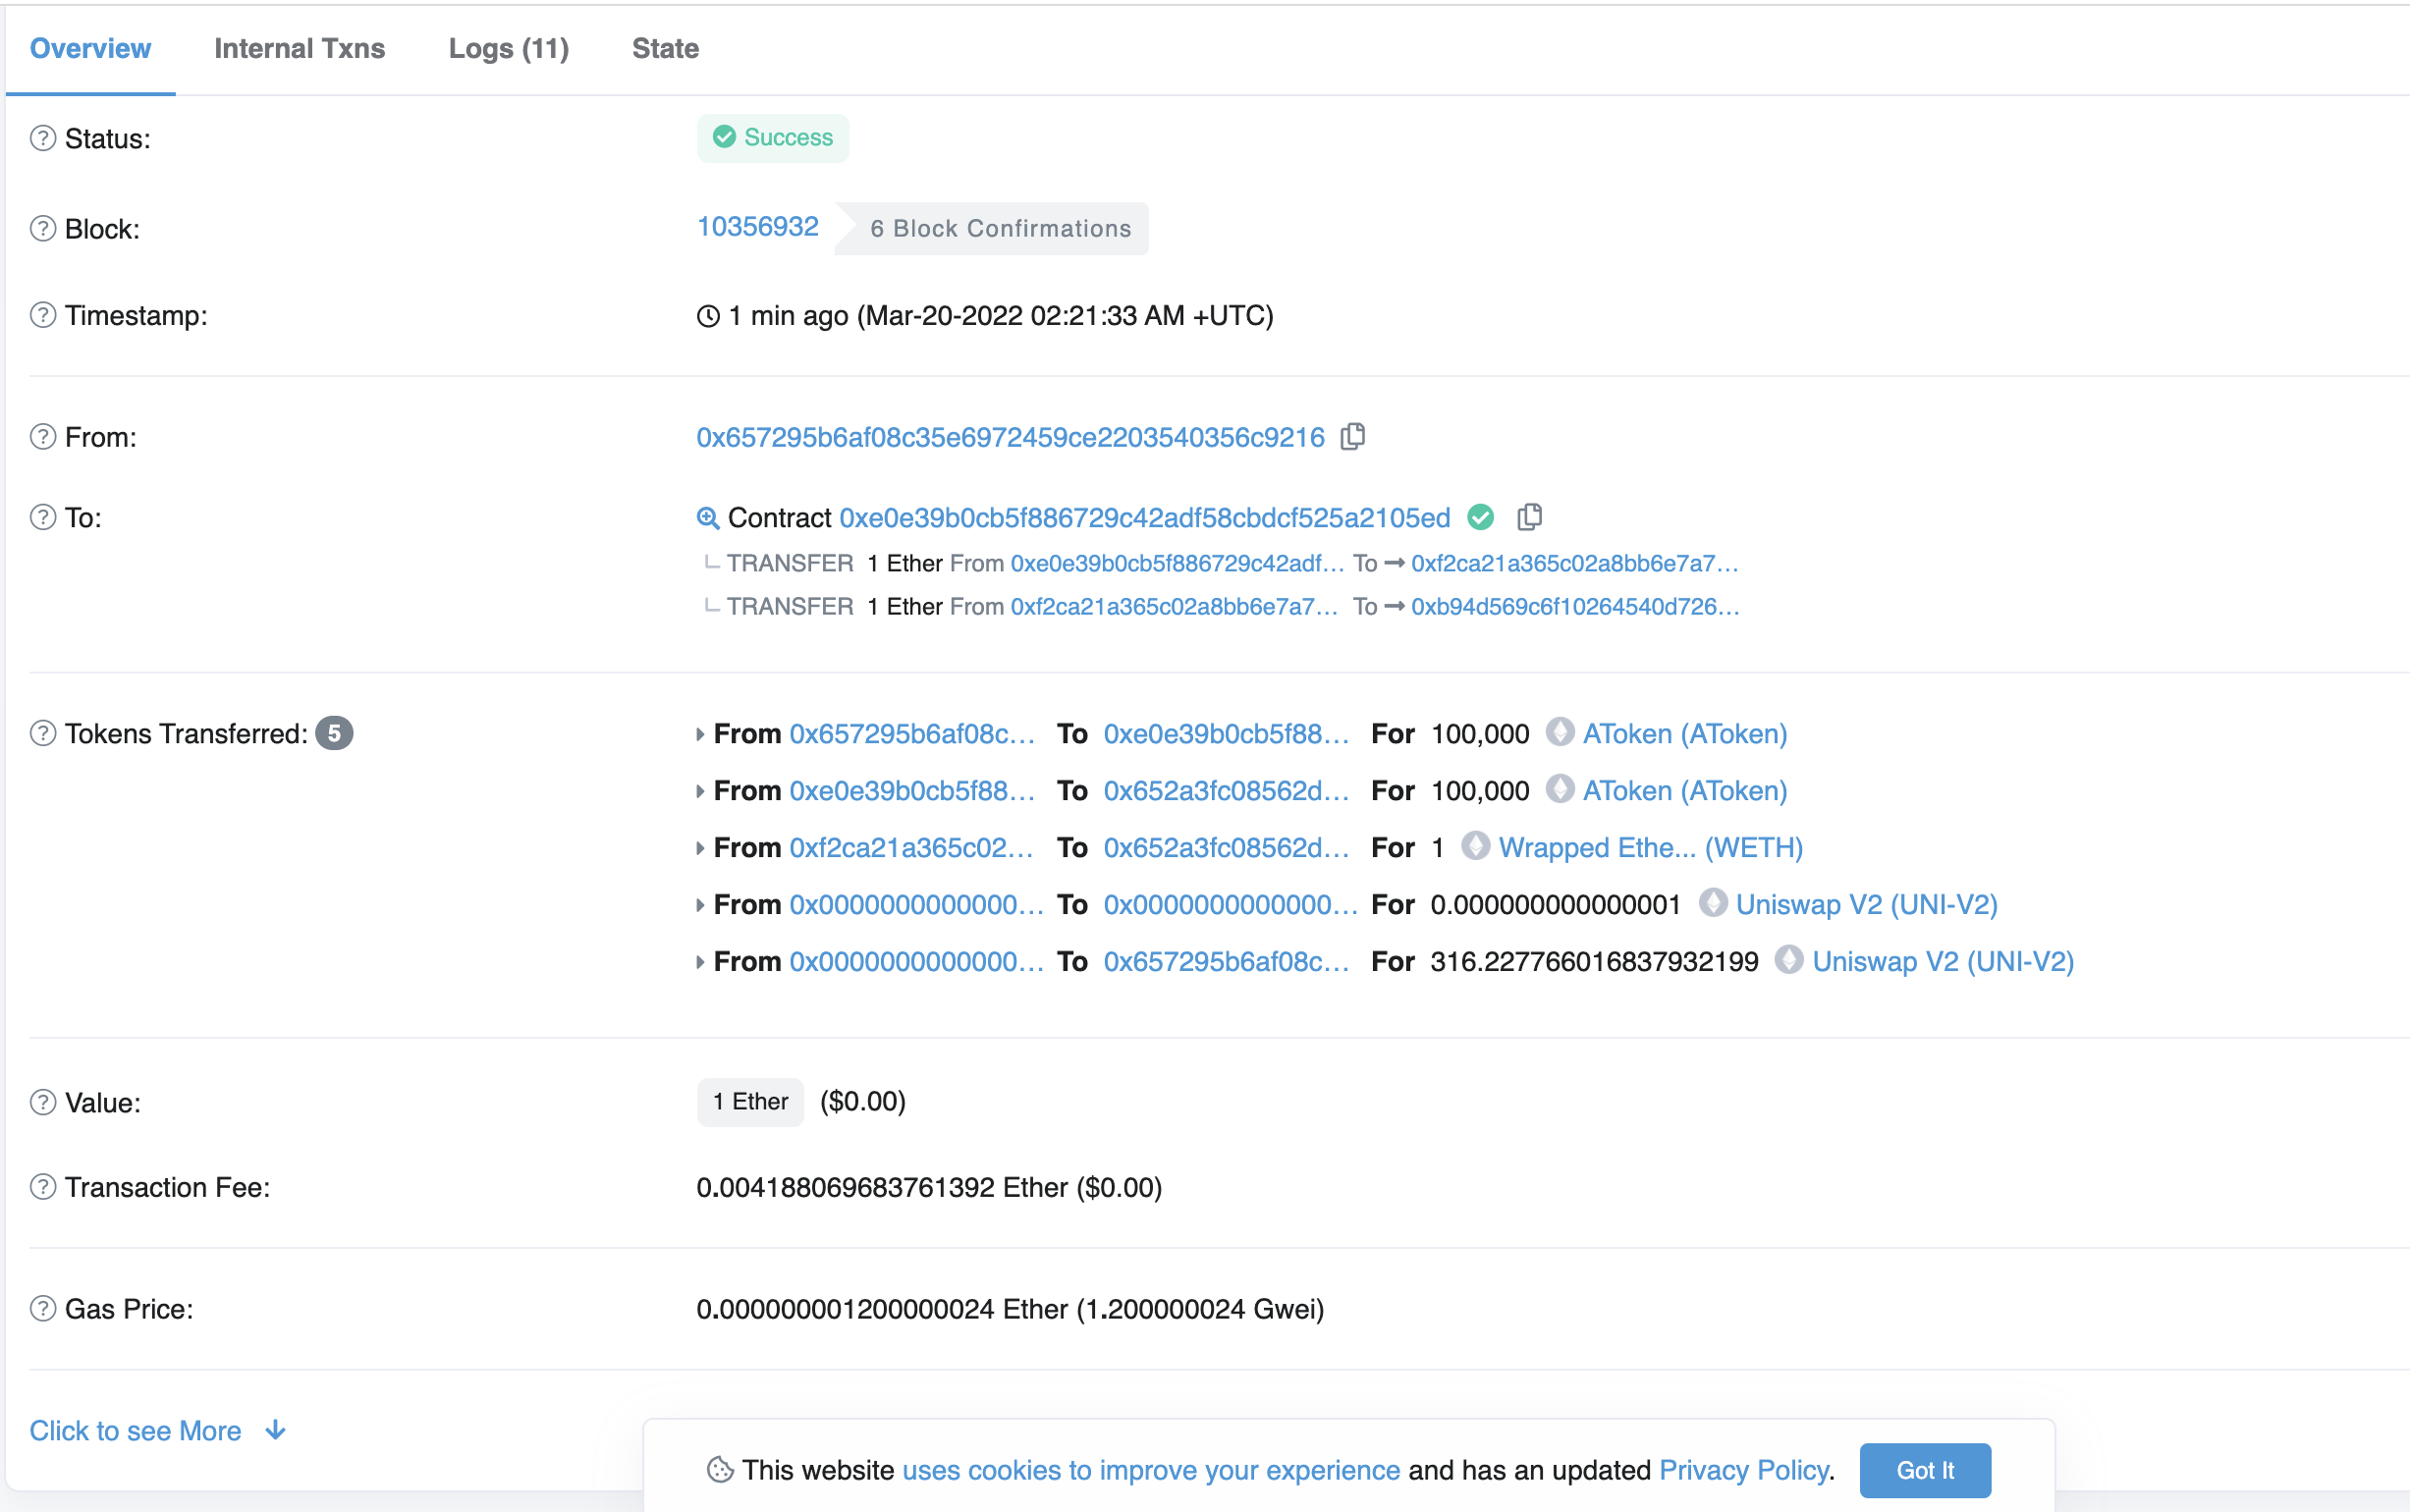 Overview Internal Txns Logs (11) State
Status: Success
Block: 10356932 6 Block Confirmations
Timestamp: 1 min ago (Mar-20-2022 02:21:33 AM +UTC)
From: 0x657295b6af08c35e6972459ce2203540356c9216
To: Contract 0xe0e39b0cb5f886729c42adf58cbdcf525a2105ed
TRANSFER 1 Ether From 0xe0e39b0cb5f886729c42adf... To → 0xf2ca21a365c02a8bb6e7a7...
TRANSFER 1 Ether From 0xf2ca21a365c02a8bb6e7a7... To → 0xb94d569c6f10264540d726...
Tokens Transferred: 5 From 0x657295b6af08c... To 0xe0e39b0cb5f88... For 100,000 AToken (AToken)
From 0xe0e39b0cb5f88... To 0x652a3fc08562d... For 100,000 AToken (AToken)
From 0xf2ca21a365c02... To 0x652a3fc08562d... For 1 Wrapped Ethe... (WETH)
From 0x0000000000000... To 0x0000000000000... For 0.000000000000001 Uniswap V2 (UNI-V2)
From 0x0000000000000... To 0x657295b6af08c... For 316.227766016837932199 Uniswap V2 (UNI-V2)
Value: 1 Ether ($0.00)
Transaction Fee: 0.004188069683761392 Ether ($0.00)
Gas Price: 0.000000001200000024 Ether (1.200000024 Gwei)
Click to see More ↓
This website uses cookies to improve your experience and has an updated Privacy Policy. Got It